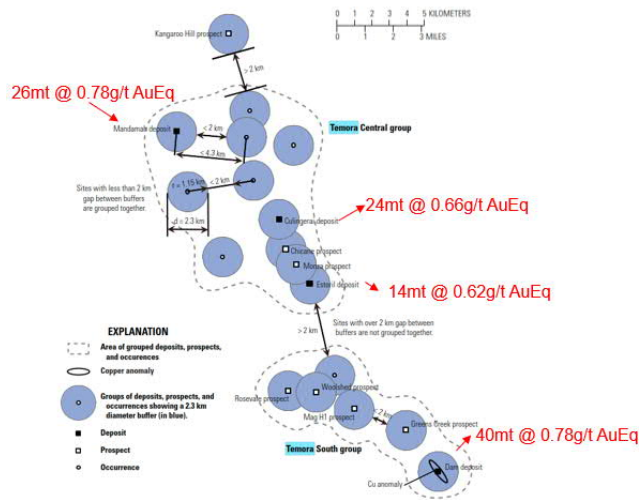 Kangaroo Hill prospect
0 1 2 3 4 5 KILOMETERS
0 1 2 3 MILES
> 2 km
26mt @ 0.78g/t AuEq
Mandamah deposit
< 2 km
< 4.3 km
Temora Central group
r = 1.15 km
< 2 km
Sites with less than 2 km
gap between buffers
are grouped together.
d = 2.3 km
Culingerai deposit
24mt @ 0.66g/t AuEq
Chicane prospect
Monza prospect
Estoril deposit
14mt @ 0.62g/t AuEq
> 2 km
Sites with over 2 km gap between
buffers are not grouped together.
EXPLANATION
Area of grouped deposits, prospects,
and occurences
Copper anomaly
Groups of deposits, prospects, and
occurrences showing a 2.3 km
diameter buffer (in blue).
Deposit
Prospect
Occurrence
Woolshed prospect
Rosevale prospect
Mag H1 prospect
< 2 km
Greens Creek prospect
40mt @ 0.78g/t AuEq
Temora South group
Dam deposit
Cu anomaly